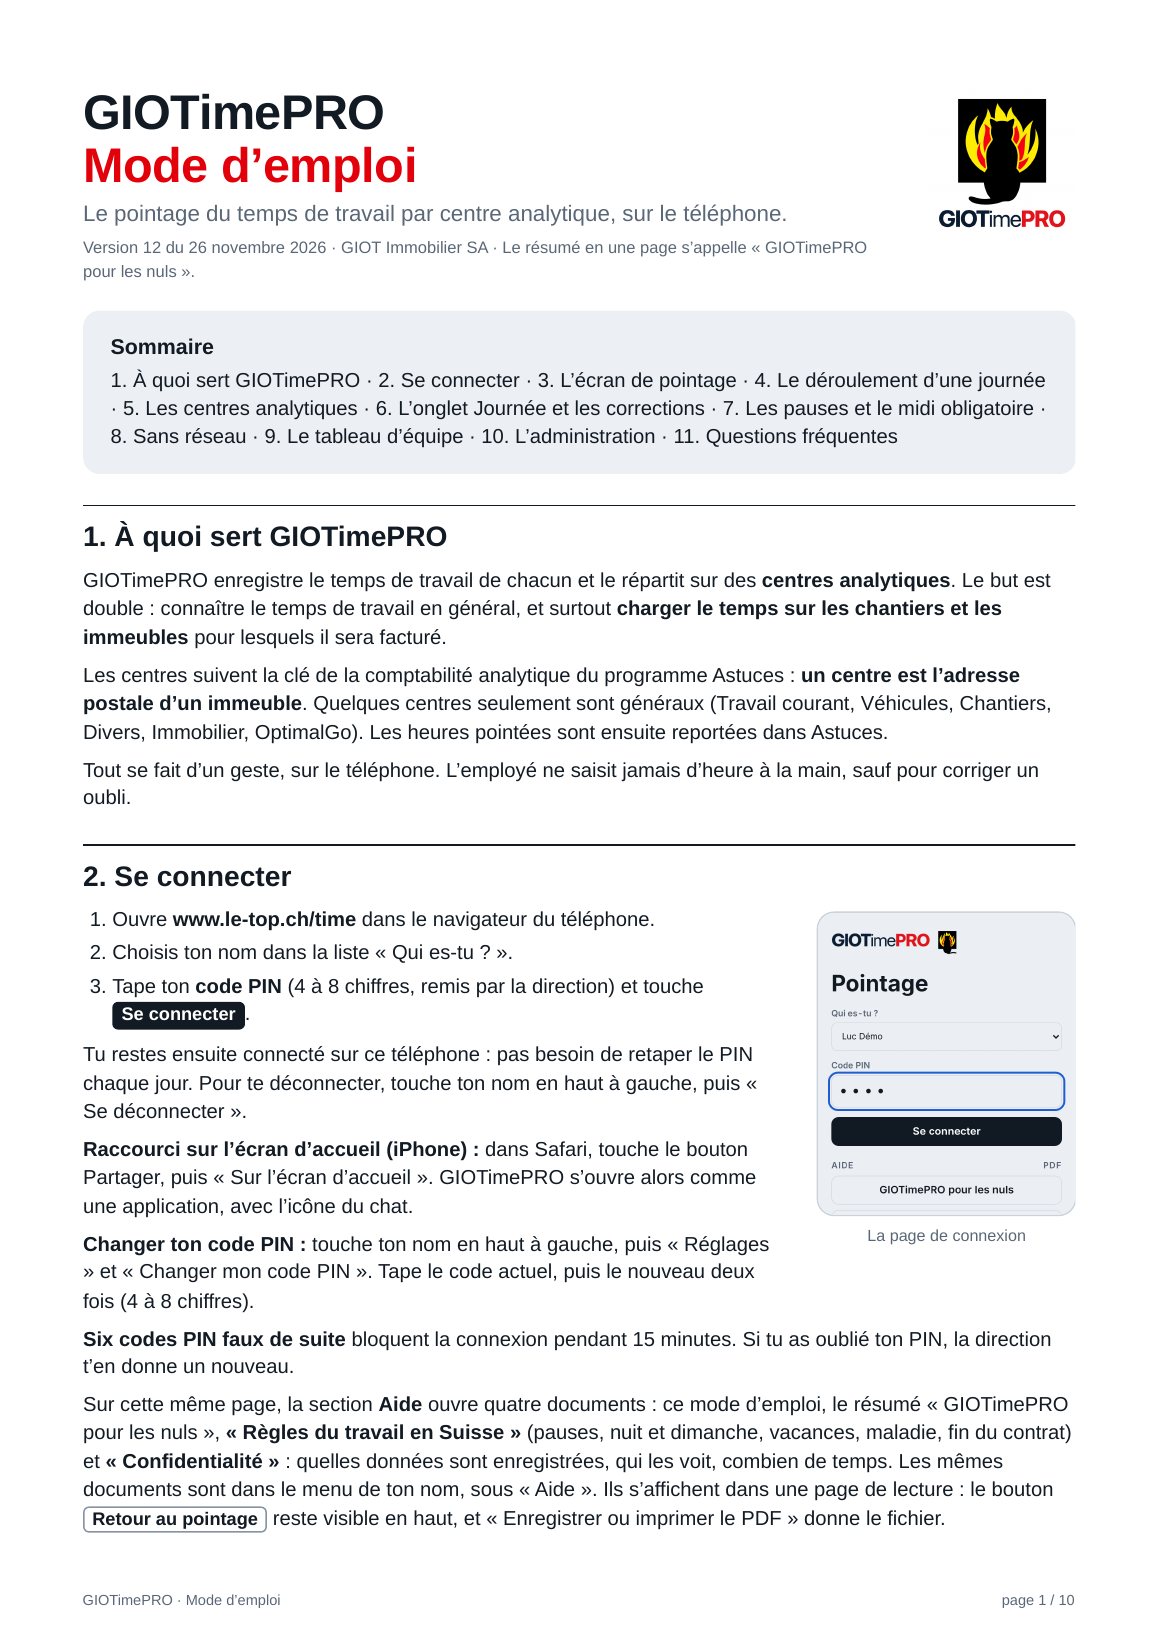 GIOTimePRO
Mode d’emploi
Le pointage du temps de travail par centre analytique, sur le téléphone.
Version 12 du 26 novembre 2026 · GIOT Immobilier SA · Le résumé en une page s’appelle « GIOTimePRO
pour les nuls ».
GIOTimePRO
Sommaire
1. À quoi sert GIOTimePRO · 2. Se connecter · 3. L’écran de pointage · 4. Le déroulement d’une journée
· 5. Les centres analytiques · 6. L’onglet Journée et les corrections · 7. Les pauses et le midi obligatoire ·
8. Sans réseau · 9. Le tableau d’équipe · 10. L’administration · 11. Questions fréquentes
1. À quoi sert GIOTimePRO
GIOTimePRO enregistre le temps de travail de chacun et le répartit sur des centres analytiques. Le but est
double : connaître le temps de travail en général, et surtout charger le temps sur les chantiers et les
immeubles pour lesquels il sera facturé.
Les centres suivent la clé de la comptabilité analytique du programme Astuces : un centre est l’adresse
postale d’un immeuble. Quelques centres seulement sont généraux (Travail courant, Véhicules, Chantiers,
Divers, Immobilier, OptimalGo). Les heures pointées sont ensuite reportées dans Astuces.
Tout se fait d’un geste, sur le téléphone. L’employé ne saisit jamais d’heure à la main, sauf pour corriger un
oubli.
2. Se connecter
1. Ouvre www.le-top.ch/time dans le navigateur du téléphone.
2. Choisis ton nom dans la liste « Qui es-tu ? ».
3. Tape ton code PIN (4 à 8 chiffres, remis par la direction) et touche
Se connecter.
Tu restes ensuite connecté sur ce téléphone : pas besoin de retaper le PIN
chaque jour. Pour te déconnecter, touche ton nom en haut à gauche, puis «
Se déconnecter ».
Raccourci sur l’écran d’accueil (iPhone) : dans Safari, touche le bouton
Partager, puis « Sur l’écran d’accueil ». GIOTimePRO s’ouvre alors comme
une application, avec l’icône du chat.
Changer ton code PIN : touche ton nom en haut à gauche, puis « Réglages
» et « Changer mon code PIN ». Tape le code actuel, puis le nouveau deux
fois (4 à 8 chiffres).
GIOTimePRO
Pointage
Qui es-tu ?
Luc Démo
Code PIN
••••
Se connecter
AIDE PDF
GIOTimePRO pour les nuls
La page de connexion
Six codes PIN faux de suite bloquent la connexion pendant 15 minutes. Si tu as oublié ton PIN, la direction
t’en donne un nouveau.
Sur cette même page, la section Aide ouvre quatre documents : ce mode d’emploi, le résumé « GIOTimePRO
pour les nuls », « Règles du travail en Suisse » (pauses, nuit et dimanche, vacances, maladie, fin du contrat)
et « Confidentialité » : quelles données sont enregistrées, qui les voit, combien de temps. Les mêmes
documents sont dans le menu de ton nom, sous « Aide ». Ils s’affichent dans une page de lecture : le bouton
Retour au pointage reste visible en haut, et « Enregistrer ou imprimer le PDF » donne le fichier.
GIOTimePRO · Mode d’emploi
page 1 / 10